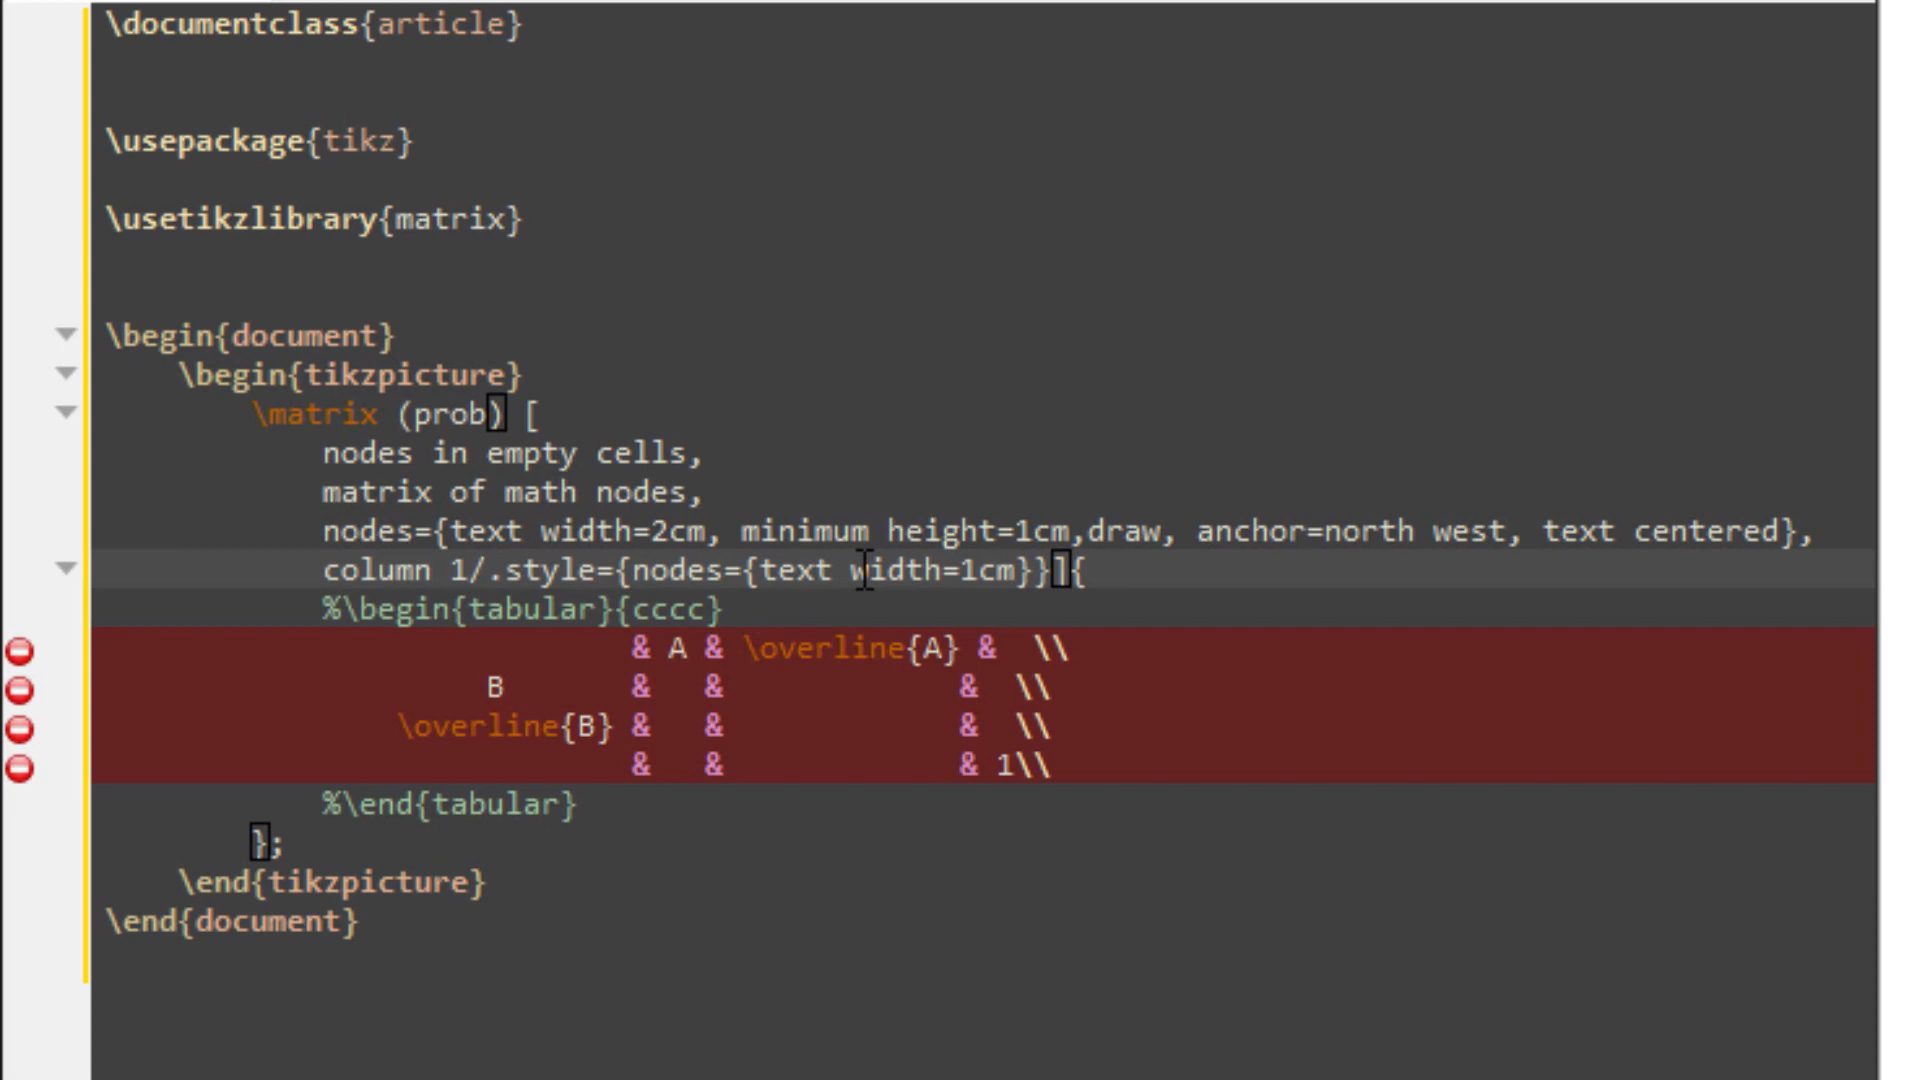 \documentclass{article}
\usepackage{tikz}
\usetikzlibrary{matrix}
\begin{document}
\begin{tikzpicture}
\matrix (prob) [
nodes in empty cells,
matrix of math nodes,
nodes={text width=2cm, minimum height=1cm,draw, anchor=north west, text centered},
column 1/.style={nodes={text width=1cm}}]{
%\begin{tabular}{cccc}
& A & \overline{A} & \\
B & & & \\
\overline{B} & & & \\
& & & 1\\
%\end{tabular}
};
\end{tikzpicture}
\end{document}